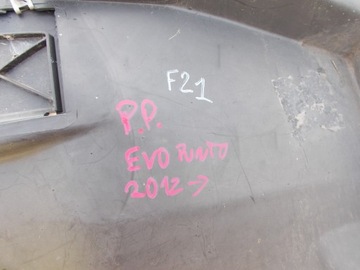 F21
P.P.
EVO PUNTO
2012 →